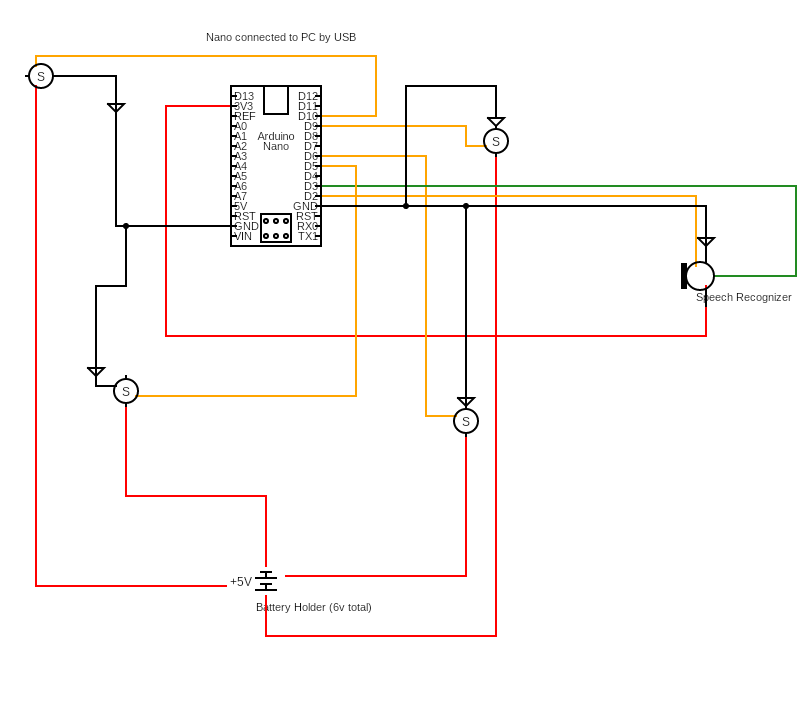 Nano connected to PC by USB
S
D13
3V3
REF
A0
A1
A2
A3
A4
A5
A6
A7
5V
RST
GND
VIN
Arduino
Nano
D12
D11
D10
D9
D8
D7
D6
D5
D4
D3
D2
GND
RST
RX0
TX1
S
Speech Recognizer
S
S
+5V
Battery Holder (6v total)